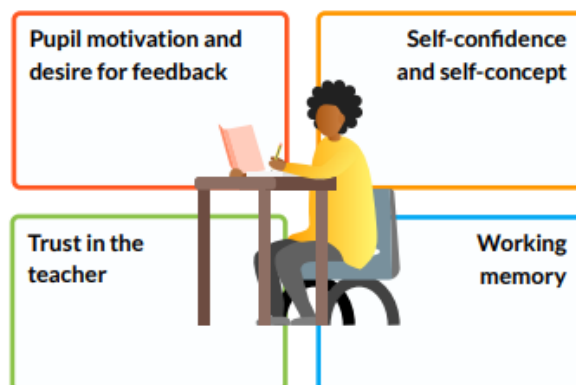 Pupil motivation and
desire for feedback
Self-confidence
and self-concept
Trust in the
teacher
Working
memory